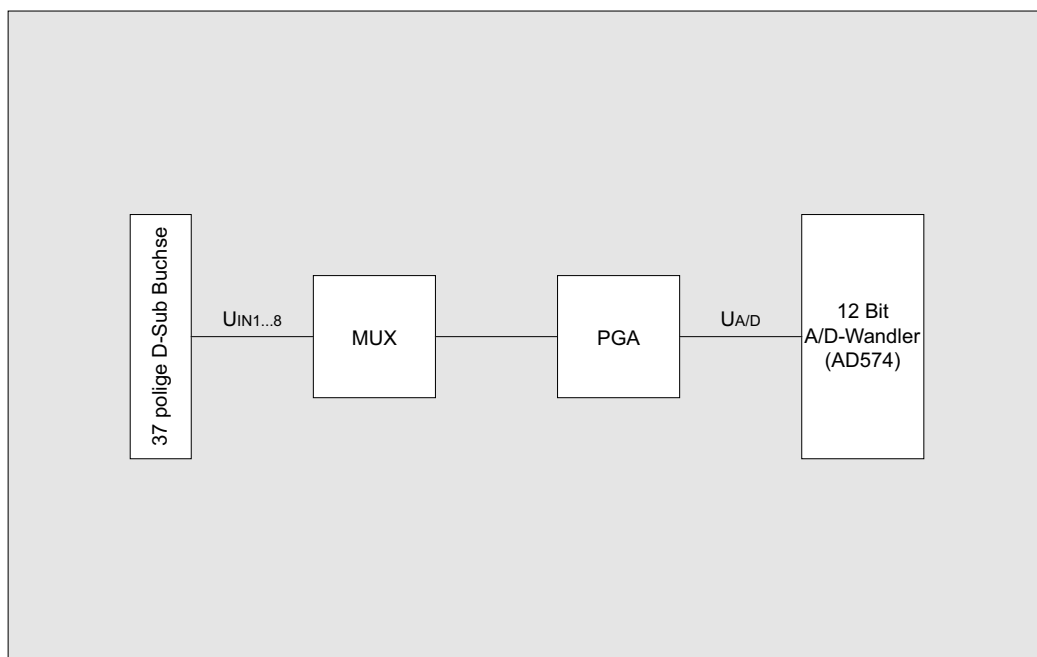 37 polige D-Sub Buchse
UIN1...8
MUX
PGA
UA/D
12 Bit
A/D-Wandler
(AD574)